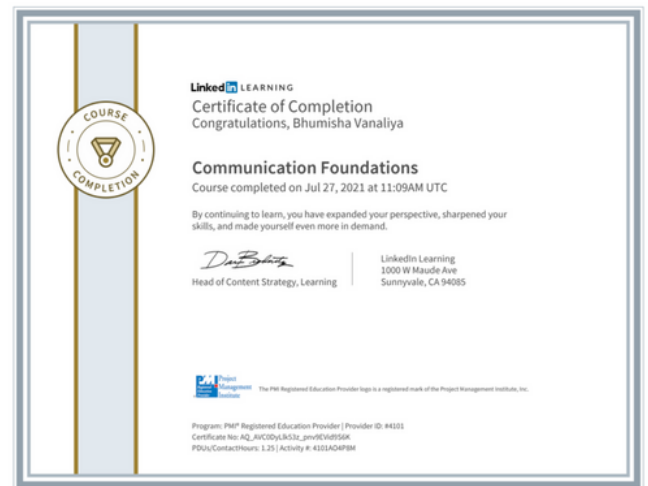 COURSE
COMPLETION
Linked in LEARNING
Certificate of Completion
Congratulations, Bhumisha Vanaliya
Communication Foundations
Course completed on Jul 27, 2021 at 11:09AM UTC
By continuing to learn, you have expanded your perspective, sharpened your
skills, and made yourself even more in demand.
Head of Content Strategy, Learning
LinkedIn Learning
1000 W Maude Ave
Sunnyvale, CA 94085
Project
Management
Institute
The PMI Registered Education Provider logo is a registered mark of the Project Management Institute, Inc.
Program: PMI® Registered Education Provider | Provider ID: #4101
Certificate No:
PDUs/ContactHours: 1.25 | Activity #: 4101AO4P8M